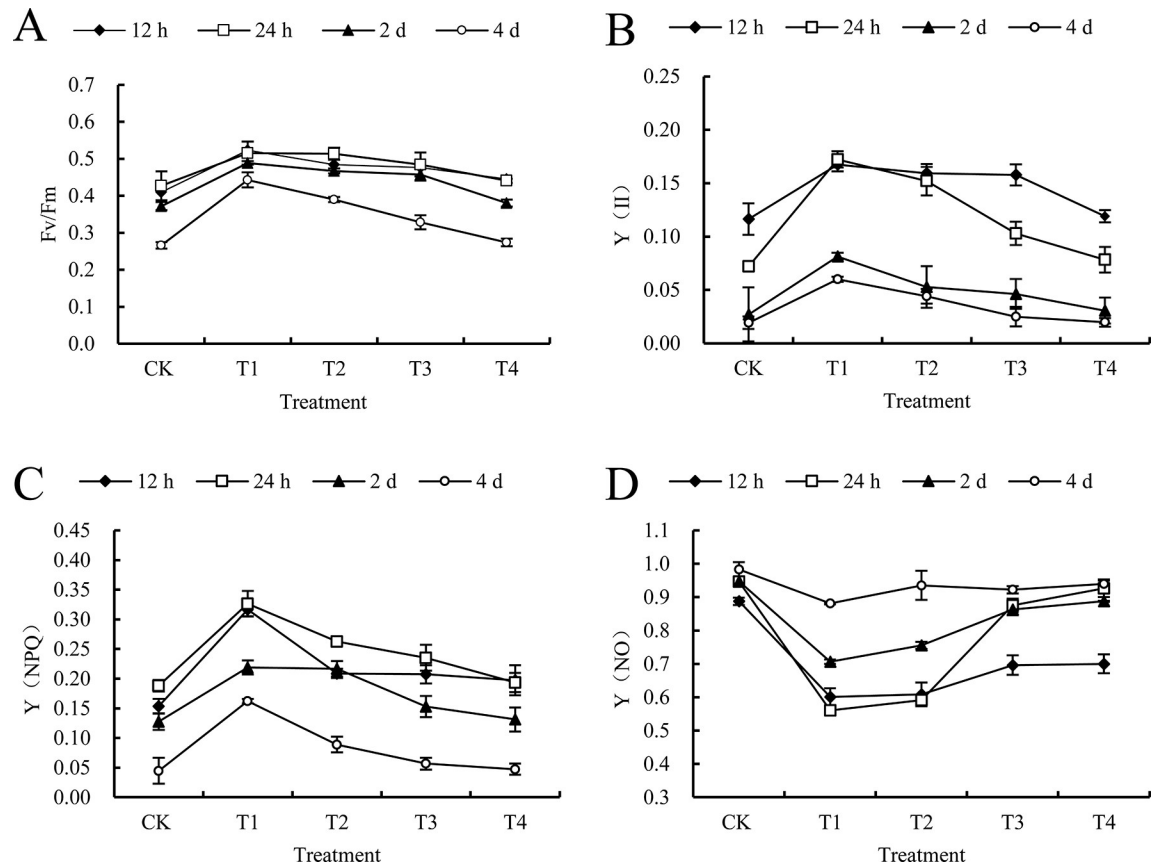 A
12 h 24 h 2 d 4 d
Fv/Fm
0.7
0.6
0.5
0.4
0.3
0.2
0.1
0.0
CK T1 T2 T3 T4
Treatment
B
12 h 24 h 2 d 4 d
Y（II）
0.25
0.20
0.15
0.10
0.05
0.00
CK T1 T2 T3 T4
Treatment
C
12 h 24 h 2 d 4 d
Y（NPQ）
0.45
0.40
0.35
0.30
0.25
0.20
0.15
0.10
0.05
0.00
CK T1 T2 T3 T4
Treatment
D
12 h 24 h 2 d 4 d
Y（NO）
1.1
1.0
0.9
0.8
0.7
0.6
0.5
0.4
0.3
CK T1 T2 T3 T4
Treatment